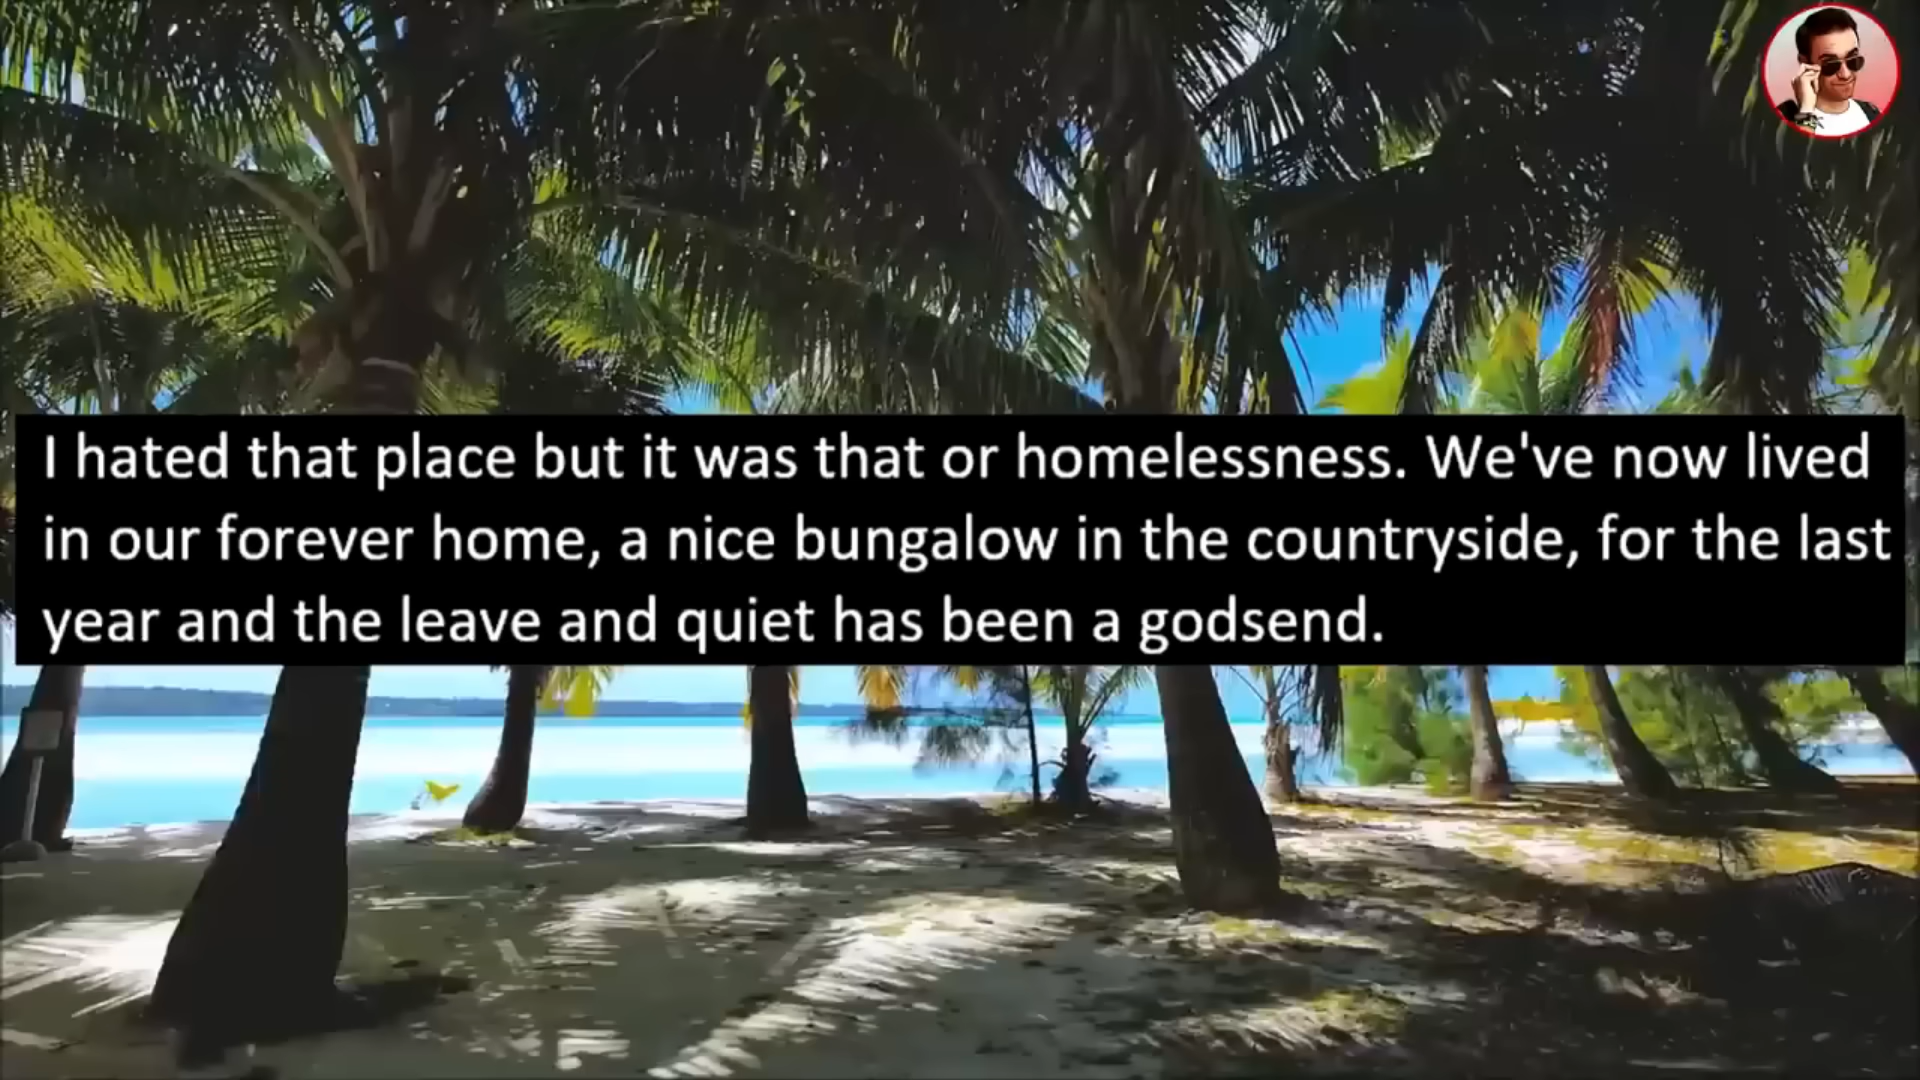 I hated that place but it was that or homelessness. We've now lived
in our forever home, a nice bungalow in the countryside, for the last
year and the leave and quiet has been a godsend.